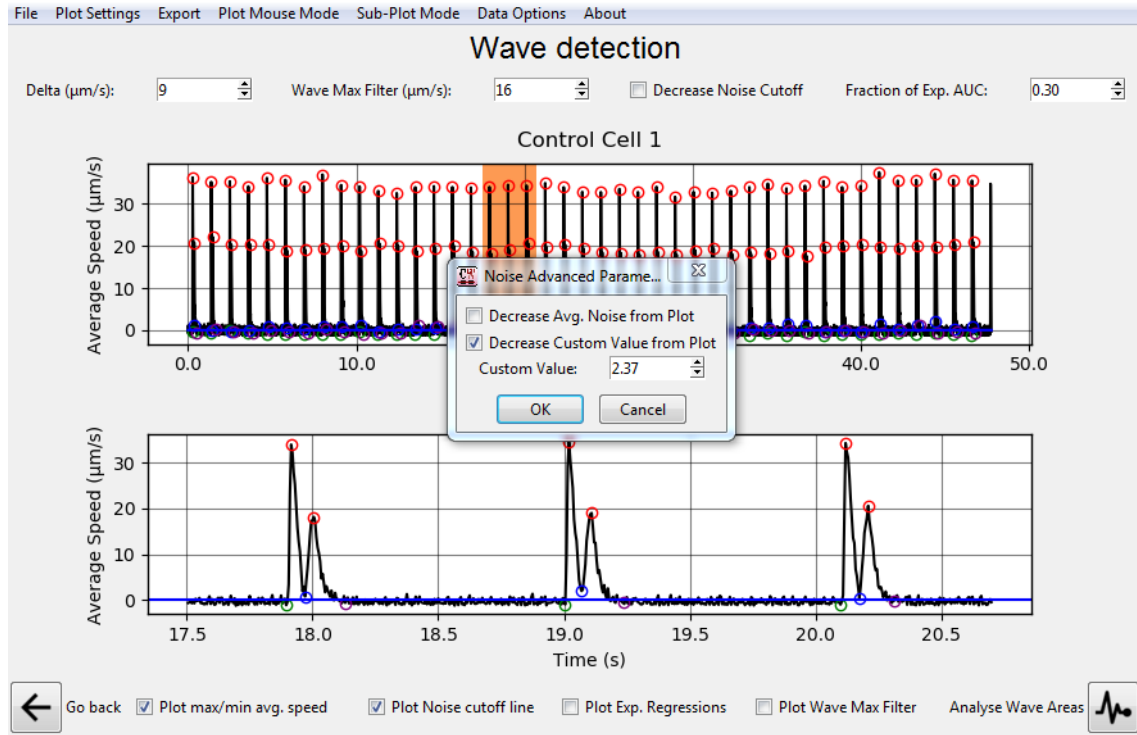 File Plot Settings Export Plot Mouse Mode Sub-Plot Mode Data Options About
Wave detection
Delta (µm/s): 9 Wave Max Filter (µm/s): 16 Decrease Noise Cutoff Fraction of Exp. AUC: 0.30
Control Cell 1
Average Speed (µm/s)
30
20
10
0
0.0 10.0 40.0 50.0
Noise Advanced Parame...
Decrease Avg. Noise from Plot
Decrease Custom Value from Plot
Custom Value: 2.37
OK Cancel
Average Speed (µm/s)
30
20
10
0
17.5 18.0 18.5 19.0 19.5 20.0 20.5
Time (s)
Go back Plot max/min avg. speed Plot Noise cutoff line Plot Exp. Regressions Plot Wave Max Filter Analyse Wave Areas